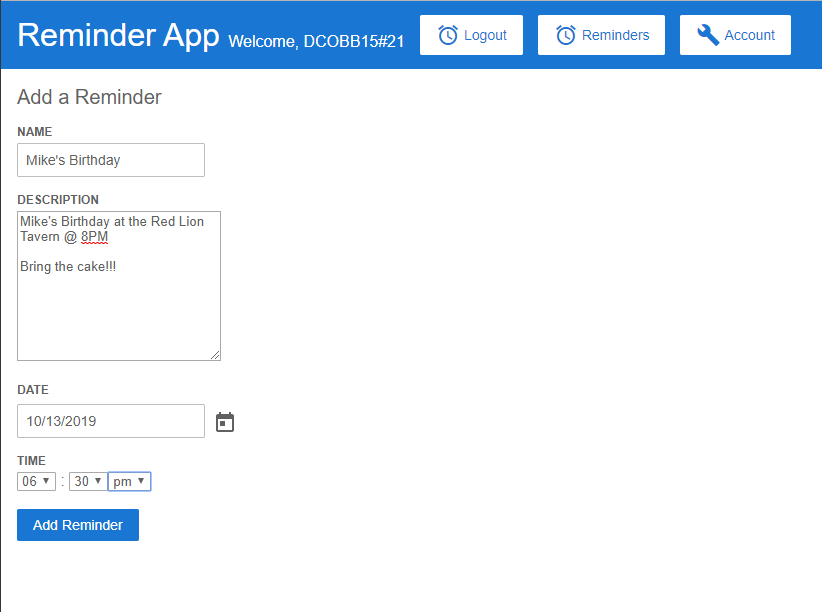 Reminder App Welcome, DCOBB15#21 Logout Reminders Account
Add a Reminder
NAME
Mike's Birthday
DESCRIPTION
Mike's Birthday at the Red Lion
Tavern @ 8PM
Bring the cake!!!
DATE
10/13/2019
TIME
06 : 30 pm
Add Reminder